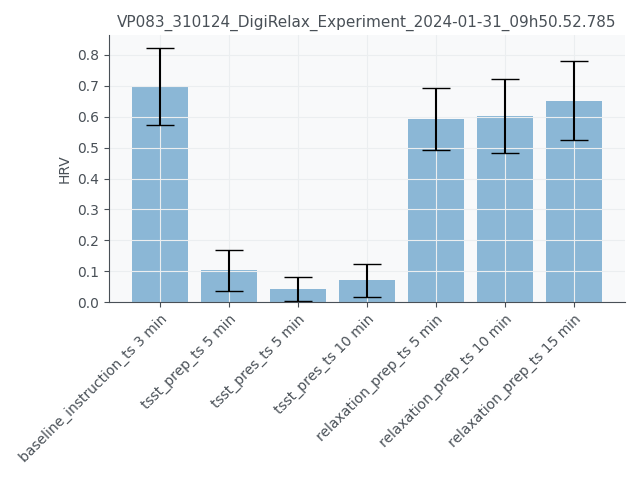 VP083_310124_DigiRelax_Experiment_2024-01-31_09h50.52.785
HRV
0.8
0.7
0.6
0.5
0.4
0.3
0.2
0.1
0.0
baseline_instruction_ts 3 min
tsst_prep_ts 5 min
tsst_pres_ts 5 min
tsst_pres_ts 10 min
relaxation_prep_ts 5 min
relaxation_prep_ts 10 min
relaxation_prep_ts 15 min